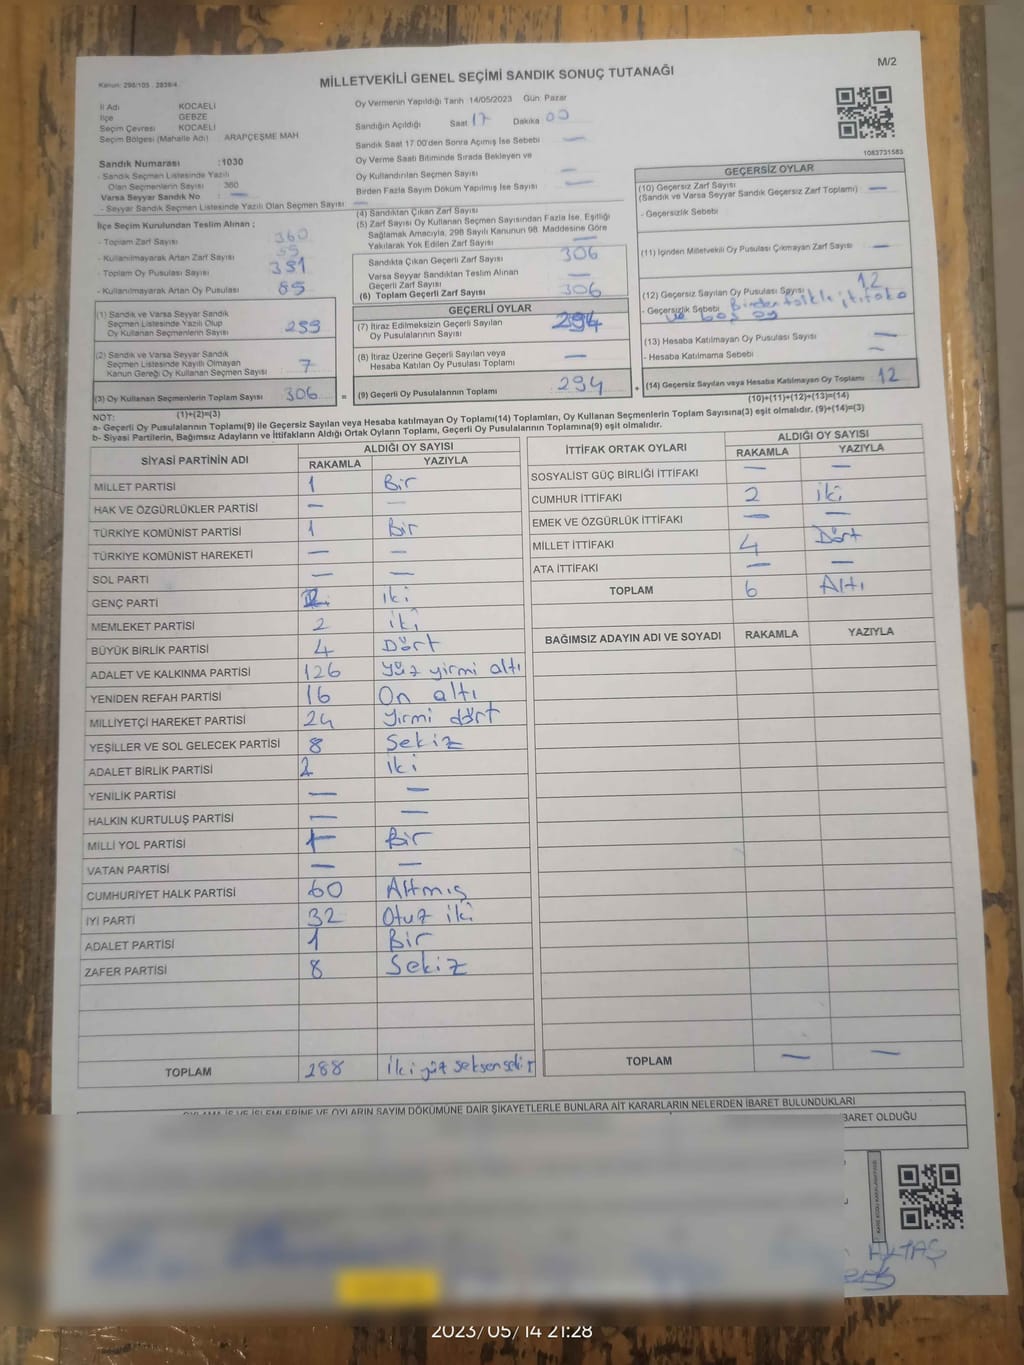 M/2
Kanun: 298/105 , 2839/4
MİLLETVEKİLİ GENEL SEÇİMİ SANDIK SONUÇ TUTANAĞI
İl Adı KOCAELİ
İlçe GEBZE
Seçim Çevresi KOCAELİ
Seçim Bölgesi (Mahalle Adı) ARAPÇEŞME MAH.
Sandık Numarası :1030
- Sandık Seçmen Listesinde Yazılı
Olan Seçmenlerin Sayısı 360
Varsa Seyyar Sandık No —
- Seyyar Sandık Seçmen Listesinde Yazılı Olan Seçmen Sayısı —
Oy Vermenin Yapıldığı Tarih 14/05/2023 Gün: Pazar
Sandığın Açıldığı Saat 17 Dakika 00
Sandık Saat 17:00'den Sonra Açımış İse Sebebi —
Oy Verme Saati Bitiminde Sırada Bekleyen ve
Oy Kullandırılan Seçmen Sayısı —
Birden Fazla Sayım Döküm Yapılmış İse Sayısı —
1083731583
İlçe Seçim Kurulundan Teslim Alınan ;
- Toplam Zarf Sayısı 360
- Kullanılmayarak Artan Zarf Sayısı
- Toplam Oy Pusulası Sayısı 391
- Kullanılmayarak Artan Oy Pusulası 85
(1) Sandık ve Varsa Seyyar Sandık
Seçmen Listesinde Yazılı Olup
Oy Kullanan Seçmenlerin Sayısı 299
(2) Sandık ve Varsa Seyyar Sandık
Seçmen Listesinde Kayıtlı Olmayan
Kanun Gereği Oy Kullanan Seçmen Sayısı 7
(3) Oy Kullanan Seçmenlerin Toplam Sayısı 306 =
(1)+(2)=(3)
(4) Sandıktan Çıkan Zarf Sayısı
(5) Zarf Sayısı Oy Kullanan Seçmen Sayısından Fazla İse, Eşitliği
Sağlamak Amacıyla, 298 Sayılı Kanunun 98. Maddesine Göre
Yakılarak Yok Edilen Zarf Sayısı —
Sandıkta Çıkan Geçerli Zarf Sayısı 306
Varsa Seyyar Sandıktan Teslim Alınan
Geçerli Zarf Sayısı —
(6) Toplam Geçerli Zarf Sayısı 306
GEÇERLİ OYLAR
(7) İtiraz Edilmeksizin Geçerli Sayılan
Oy Pusulalarının Sayısı 294
(8) İtiraz Üzerine Geçerli Sayılan veya
Hesaba Katılan Oy Pusulası Toplamı —
(9) Geçerli Oy Pusulalarının Toplamı 294 +
GEÇERSİZ OYLAR
(10) Geçersiz Zarf Sayısı
(Sandık ve Varsa Seyyar Sandık Geçersiz Zarf Toplamı) —
- Geçersizlik Sebebi
(11) İçinden Milletvekili Oy Pusulası Çıkmayan Zarf Sayısı —
(12) Geçersiz Sayılan Oy Pusulası Sayısı 12
- Geçersizlik Sebebi Birden
ve boş oy
(13) Hesaba Katılmayan Oy Pusulası Sayısı —
- Hesaba Katılmama Sebebi —
(14) Geçersiz Sayılan veya Hesaba Katılmayan Oy Toplamı 12
(10)+(11)+(12)+(13)=(14)
NOT:
a- Geçerli Oy Pusulalarının Toplamı(9) ile Geçersiz Sayılan veya Hesaba katılmayan Oy Toplamı(14) Toplamları, Oy Kullanan Seçmenlerin Toplam Sayısına(3) eşit olmalıdır. (9)+(14)=(3)
b- Siyasi Partilerin, Bağımsız Adayların ve İttifakların Aldığı Ortak Oyların Toplamı, Geçerli Oy Pusulalarının Toplamına(9) eşit olmalıdır.
SİYASİ PARTİNİN ADI ALDIĞI OY SAYISI
RAKAMLA YAZIYLA
MİLLET PARTİSİ 1 Bir
HAK VE ÖZGÜRLÜKLER PARTİSİ — —
TÜRKİYE KOMÜNİST PARTİSİ 1 Bir
TÜRKİYE KOMÜNİST HAREKETİ — —
SOL PARTİ — —
GENÇ PARTİ 2 iki
MEMLEKET PARTİSİ 2 iki
BÜYÜK BİRLİK PARTİSİ 4 Dört
ADALET VE KALKINMA PARTİSİ 126 Yüz yirmi altı
YENİDEN REFAH PARTİSİ 16 On altı
MİLLİYETÇİ HAREKET PARTİSİ 24 Yirmi dört
YEŞİLLER VE SOL GELECEK PARTİSİ 8 Sekiz
ADALET BİRLİK PARTİSİ 2 iki
YENİLİK PARTİSİ — —
HALKIN KURTULUŞ PARTİSİ — —
MİLLİ YOL PARTİSİ 1 Bir
VATAN PARTİSİ — —
CUMHURİYET HALK PARTİSİ 60 Altmış
İYİ PARTİ 32 Otuz iki
ADALET PARTİSİ 1 Bir
ZAFER PARTİSİ 8 Sekiz
TOPLAM 288 iki yüz seksen
İTTİFAK ORTAK OYLARI ALDIĞI OY SAYISI
RAKAMLA YAZIYLA
SOSYALİST GÜÇ BİRLİĞİ İTTİFAKI — —
CUMHUR İTTİFAKI 2 iki
EMEK VE ÖZGÜRLÜK İTTİFAKI — —
MİLLET İTTİFAKI 4 Dört
ATA İTTİFAKI — —
TOPLAM 6 Altı
BAĞIMSIZ ADAYIN ADI VE SOYADI RAKAMLA YAZIYLA
TOPLAM — —
OYLAMA İŞ VE İŞLEMLERİNE VE OYLARIN SAYIM DÖKÜMÜNE DAİR ŞİKAYETLERLE BUNLARA AİT KARARLARIN NELERDEN İBARET BULUNDUKLARI
İBARET OLDUĞU
AKTAŞ
2023/05/14 21:28